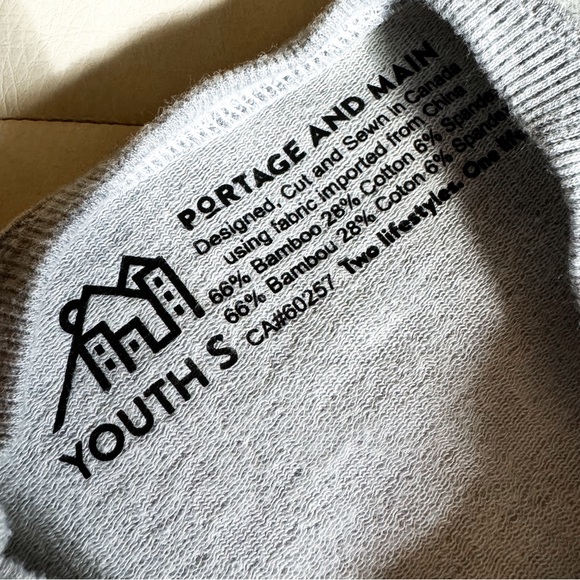 PORTAGE AND MAIN
Designed, Cut and Sewn in Canada
using fabric imported from China
66% Bamboo 28% Cotton 6% Spandex
66% Bambou 28% Coton 6% Spande
CA#60257 Two lifestyles. One life
YOUTH S